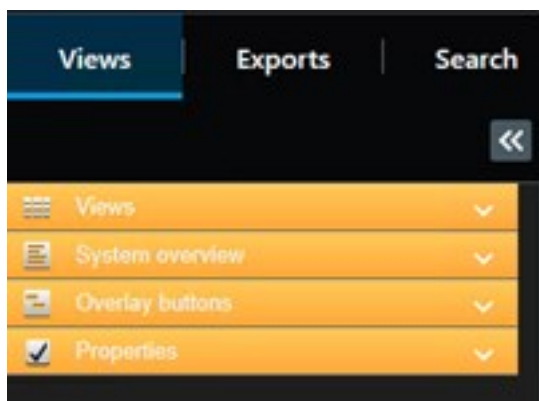 Views Exports Search
Views
System overview
Overlay buttons
Properties